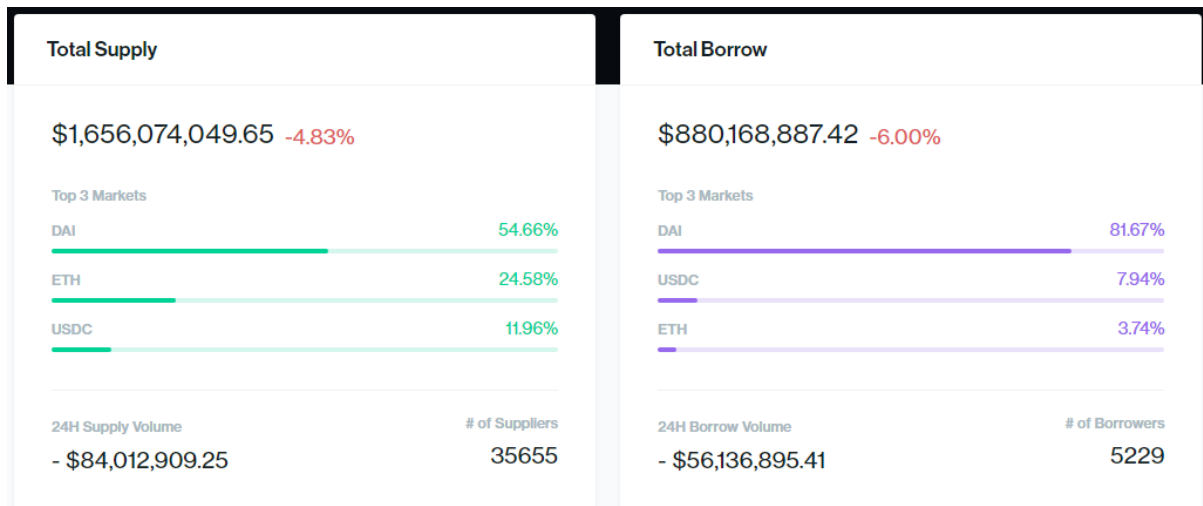 Total Supply
$1,656,074,049.65 -4.83%
Top 3 Markets
DAI 54.66%
ETH 24.58%
USDC 11.96%
24H Supply Volume # of Suppliers
- $84,012,909.25 35655
Total Borrow
$880,168,887.42 -6.00%
Top 3 Markets
DAI 81.67%
USDC 7.94%
ETH 3.74%
24H Borrow Volume # of Borrowers
- $56,136,895.41 5229